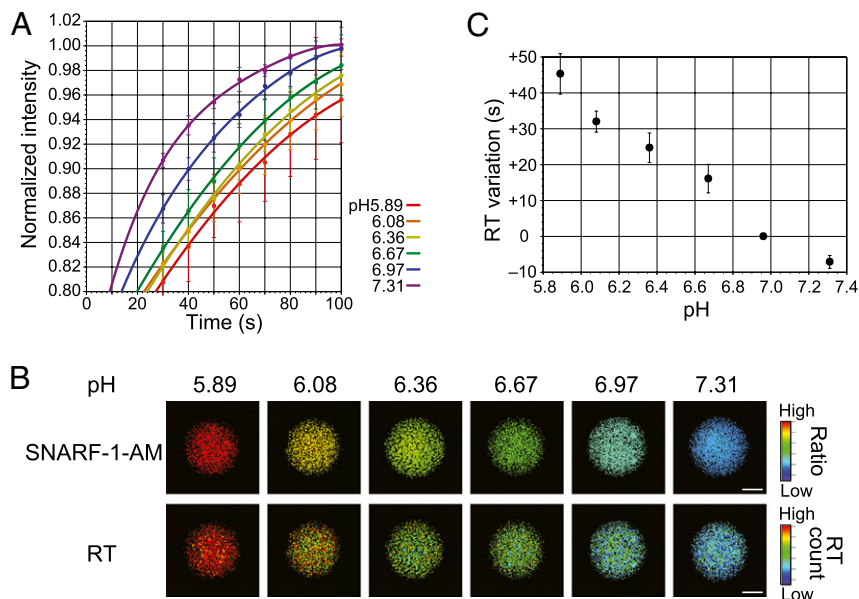 A
Normalized intensity
1.02
1.00
0.98
0.96
0.94
0.92
0.90
0.88
0.86
0.84
0.82
0.80
0 20 40 60 80 100
Time (s)
pH5.89
6.08
6.36
6.67
6.97
7.31
C
RT variation (s)
+50
+40
+30
+20
+10
0
−10
5.8 6.0 6.2 6.4 6.6 6.8 7.0 7.2 7.4
pH
B
pH 5.89 6.08 6.36 6.67 6.97 7.31
SNARF-1-AM
High
Ratio
Low
RT
High
RT count
Low